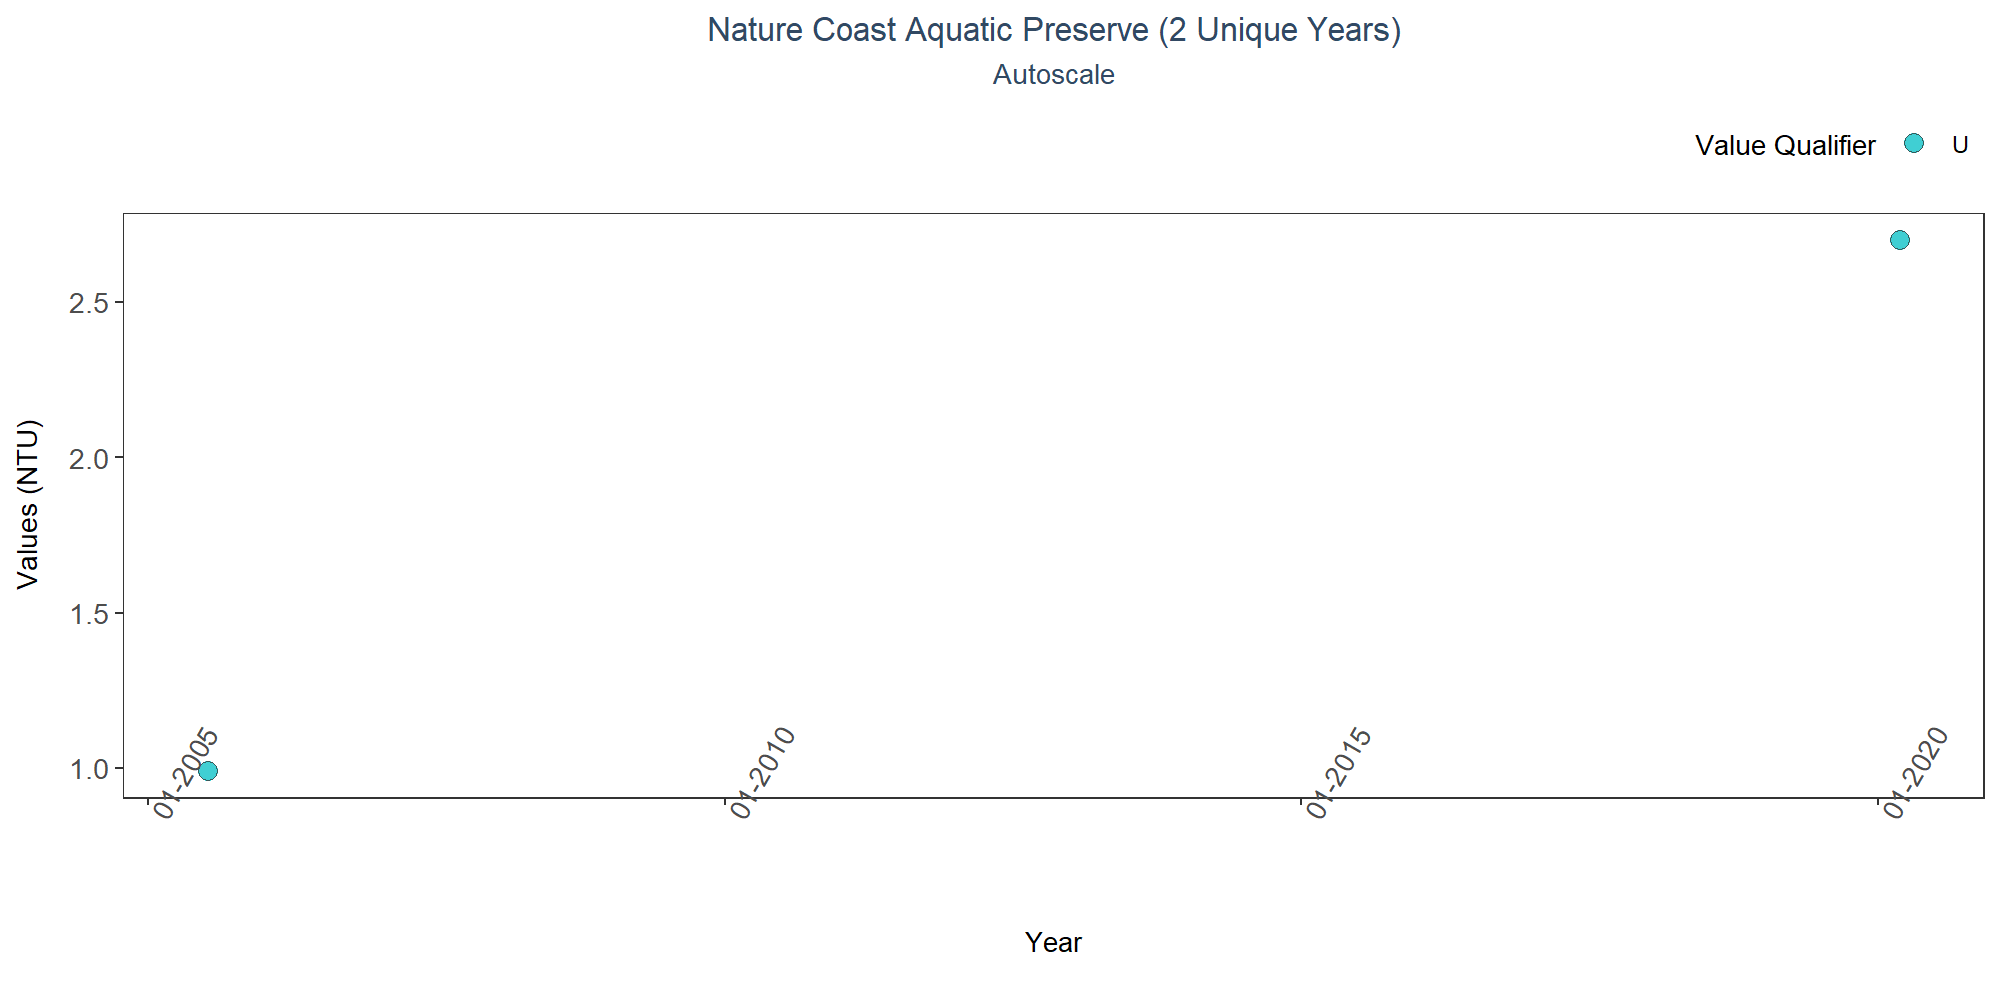 Nature Coast Aquatic Preserve (2 Unique Years)
Autoscale
Value Qualifier U
Values (NTU)
2.5
2.0
1.5
1.0
01-2005
01-2010
01-2015
01-2020
Year